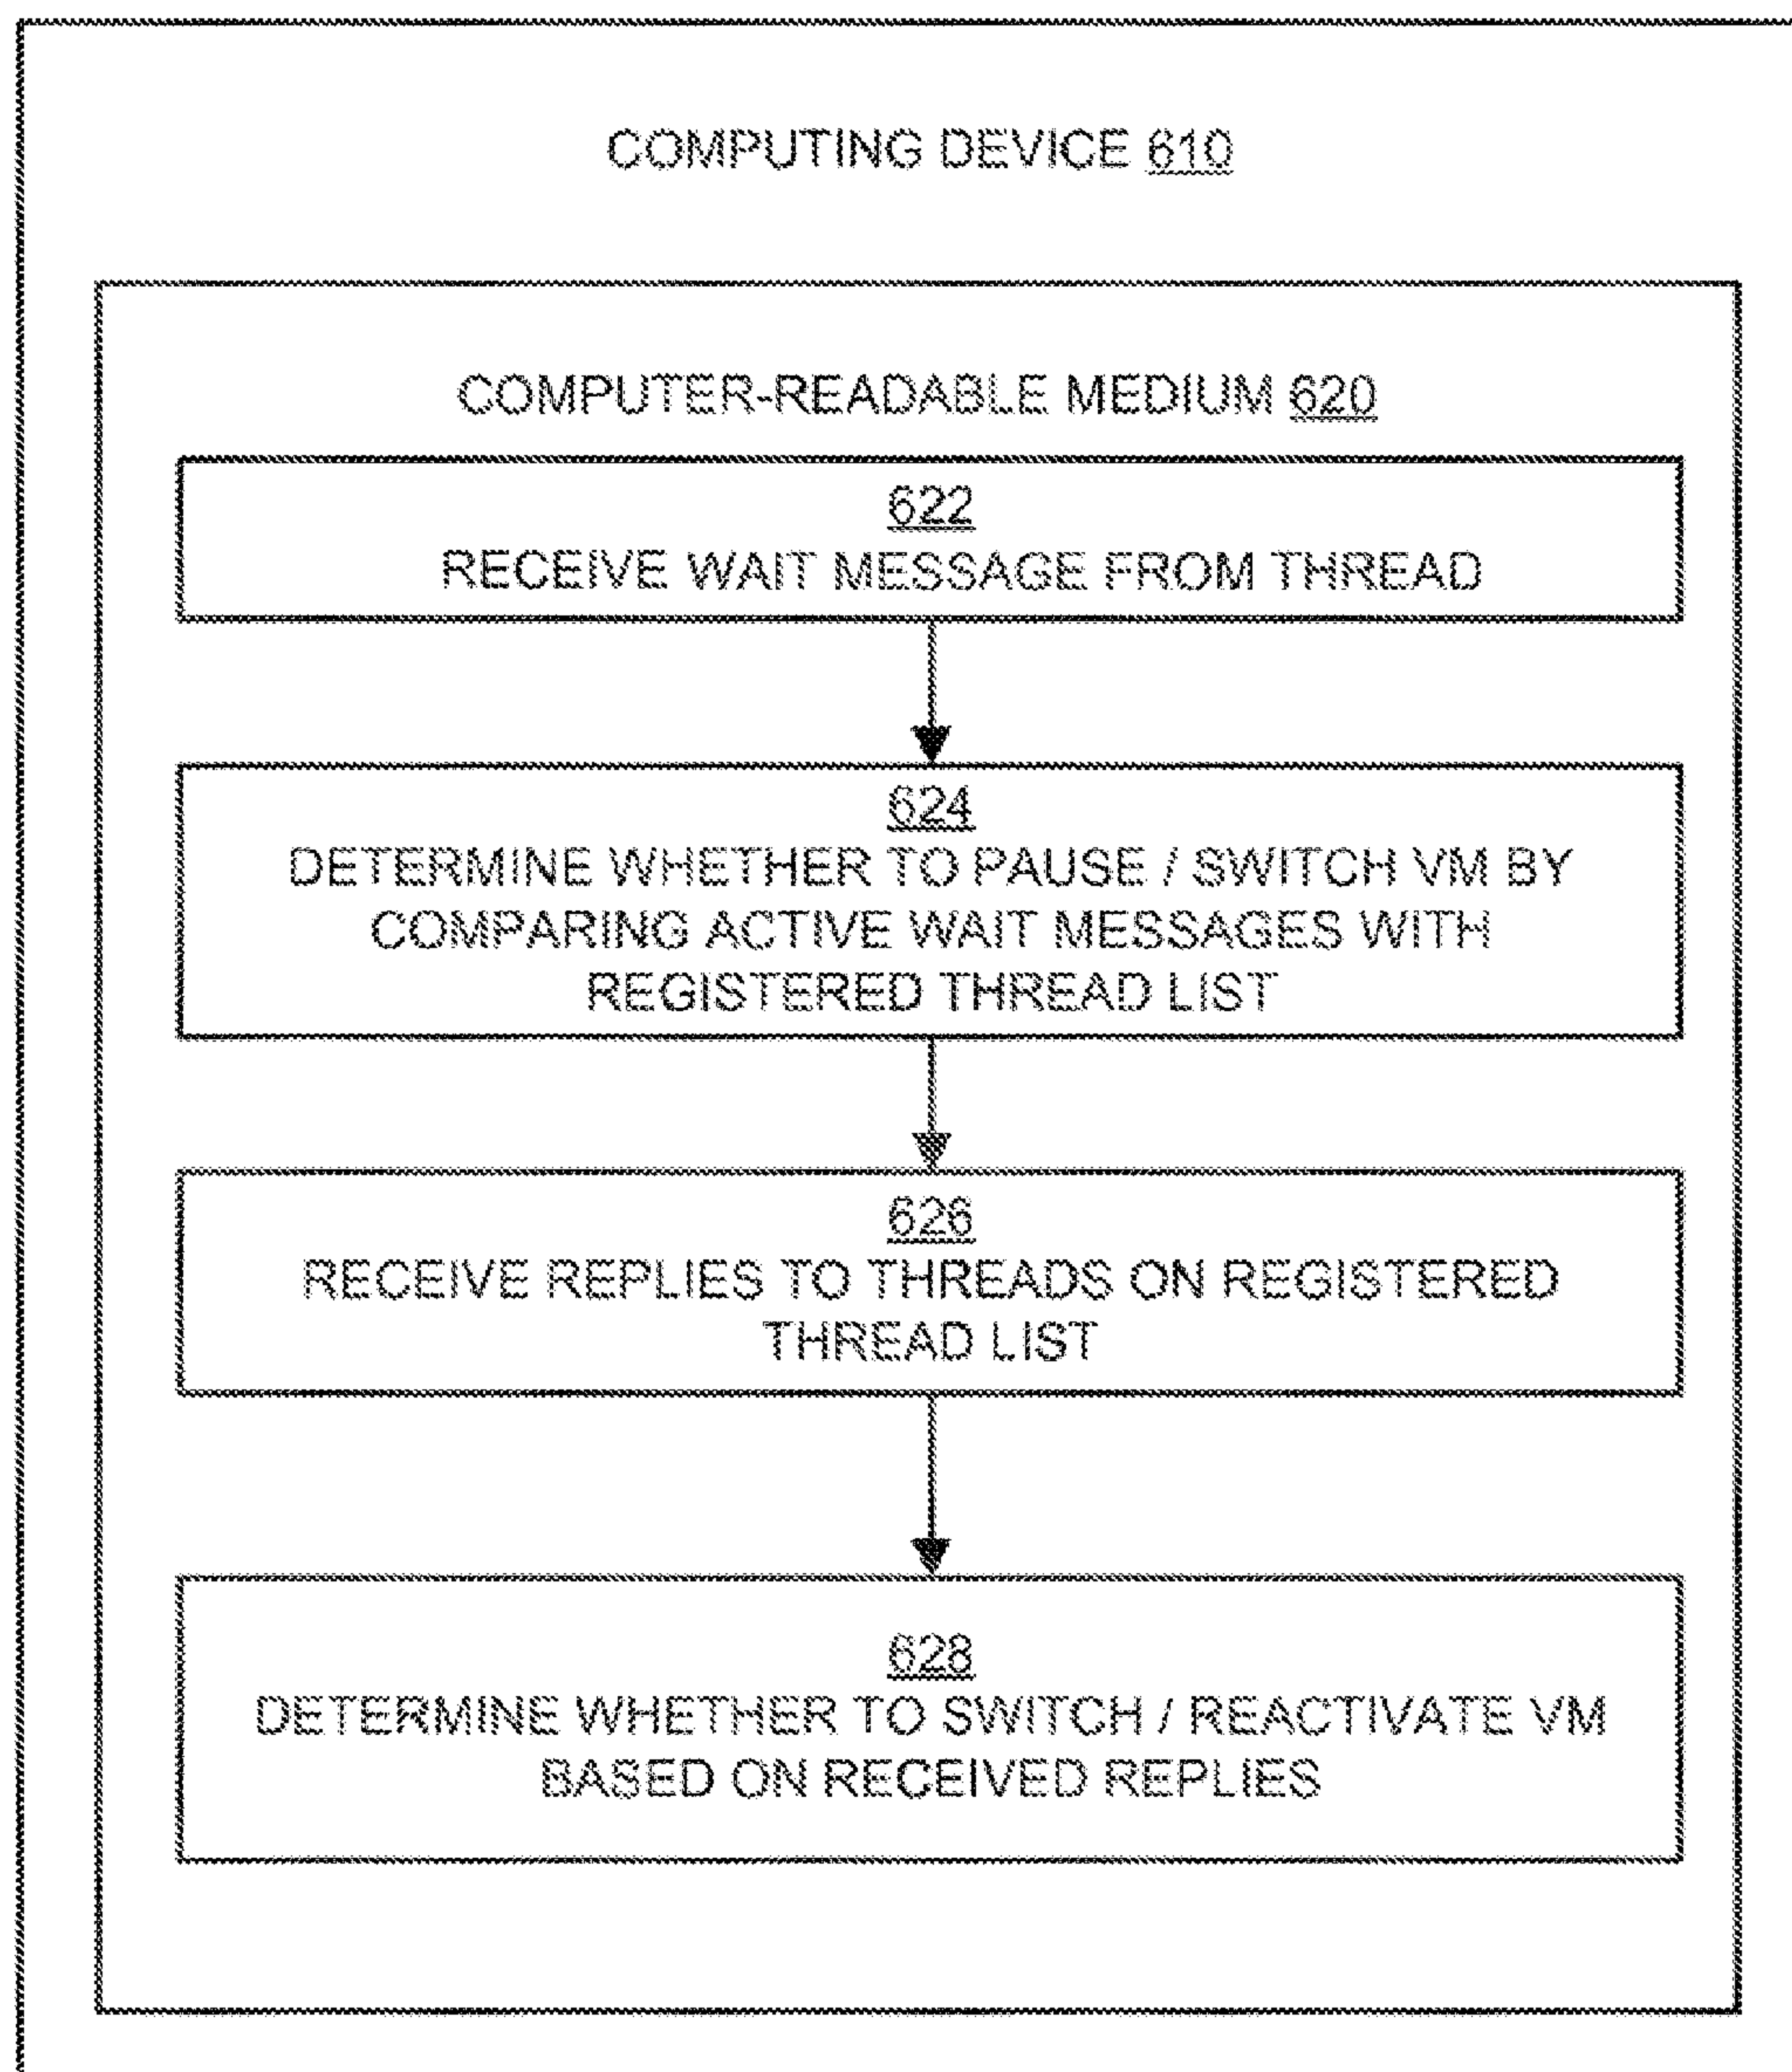 COMPUTING DEVICE 610
COMPUTER-READABLE MEDIUM 620
622
RECEIVE WAIT MESSAGE FROM THREAD
624
DETERMINE WHETHER TO PAUSE / SWITCH VM BY
COMPARING ACTIVE WAIT MESSAGES WITH
REGISTERED THREAD LIST
626
RECEIVE REPLIES TO THREADS ON REGISTERED
THREAD LIST
628
DETERMINE WHETHER TO SWITCH / REACTIVATE VM
BASED ON RECEIVED REPLIES